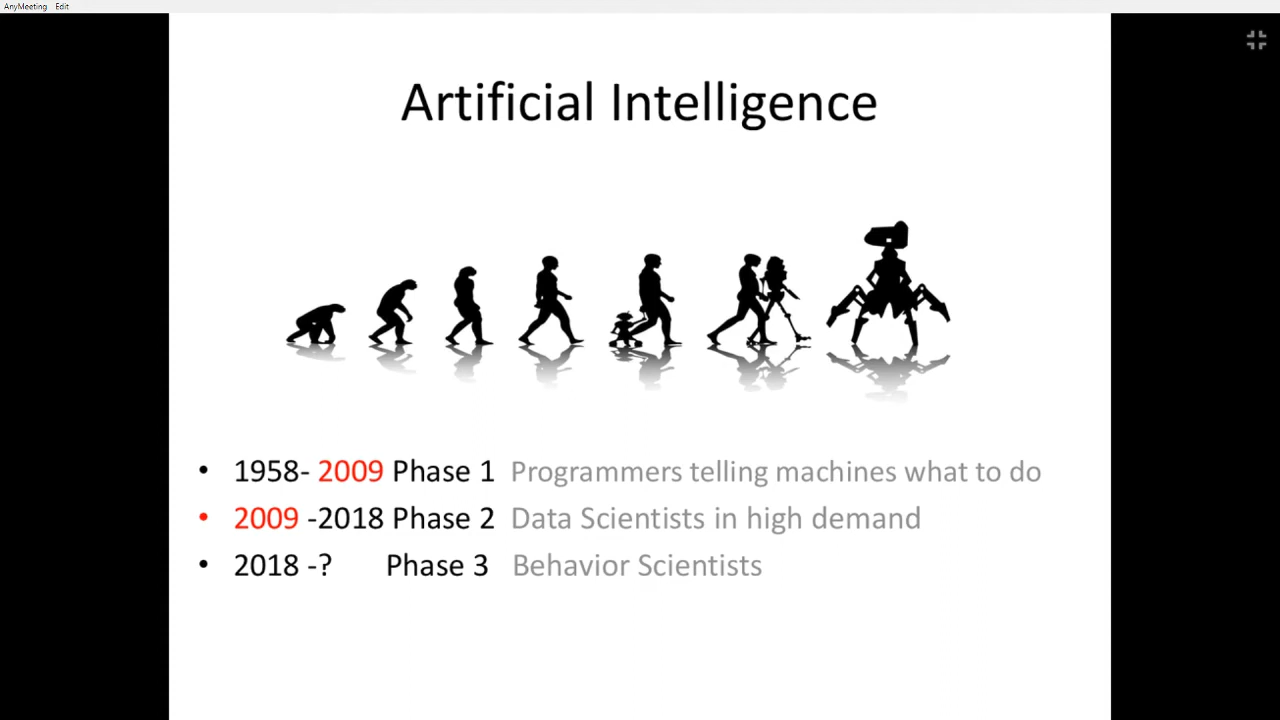 AnyMeeting Edit
Artificial Intelligence
• 1958- 2009 Phase 1 Programmers telling machines what to do
• 2009 -2018 Phase 2 Data Scientists in high demand
• 2018 -? Phase 3 Behavior Scientists